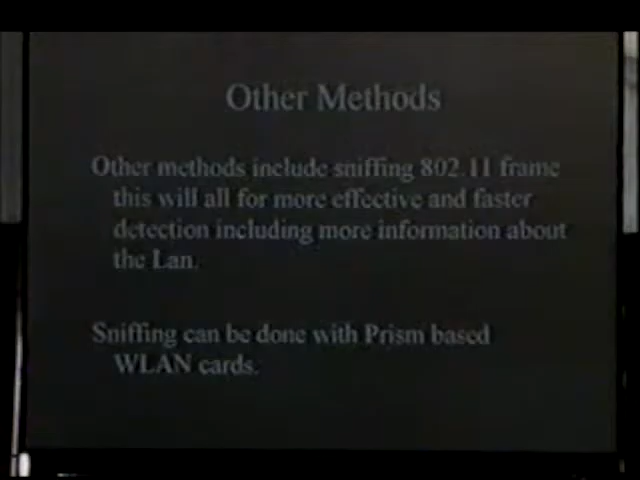 Other Methods
Other methods include sniffing 802.11 frame
this will all for more effective and faster
detection including more information about
the Lan.
Sniffing can be done with Prism based
WLAN cards.